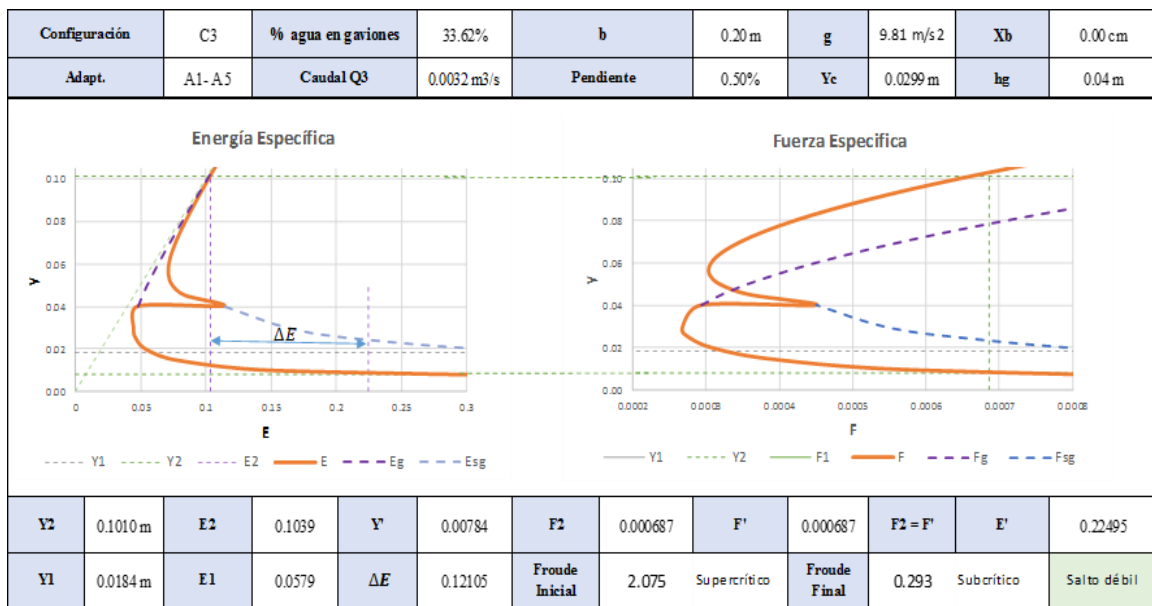 Configuración C3 % agua en gaviones 33.62% b 0.20 m g 9.81 m/s2 Xb 0.00 cm
Adapt. A1- A5 Caudal Q3 0.0032 m3/s Pendiente 0.50% Yc 0.0299 m hg 0.04 m
Energía Específica
0.10
0.08
0.06
0.04
0.02
0.00
Y
ΔE
0 0.05 0.1 0.15 0.2 0.25 0.3
E
Y1 Y2 E2 E Eg Esg
Fuerza Especifica
0.10
0.08
0.06
0.04
0.02
0.00
Y
0.0002 0.0003 0.0004 0.0005 0.0006 0.0007 0.0008
F
Y1 Y2 F1 F Fg Fsg
Y2 0.1010 m E2 0.1039 Y' 0.00784 F2 0.000687 F' 0.000687 F2 = F' E' 0.22495
Y1 0.0184 m E1 0.0579 ΔE 0.12105 Froude Inicial 2.075 Supercrítico Froude Final 0.293 Subcrítico Salto débil